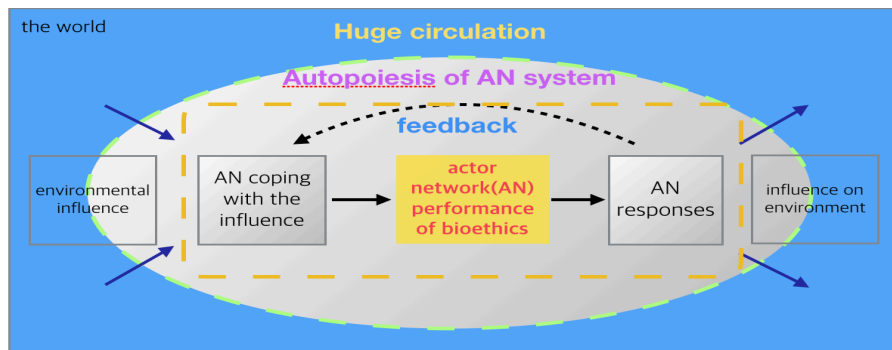 the world
Huge circulation
Autopoiesis of AN system
feedback
environmental
influence
AN coping
with the
influence
actor
network(AN)
performance
of bioethics
AN
responses
influence on
environment